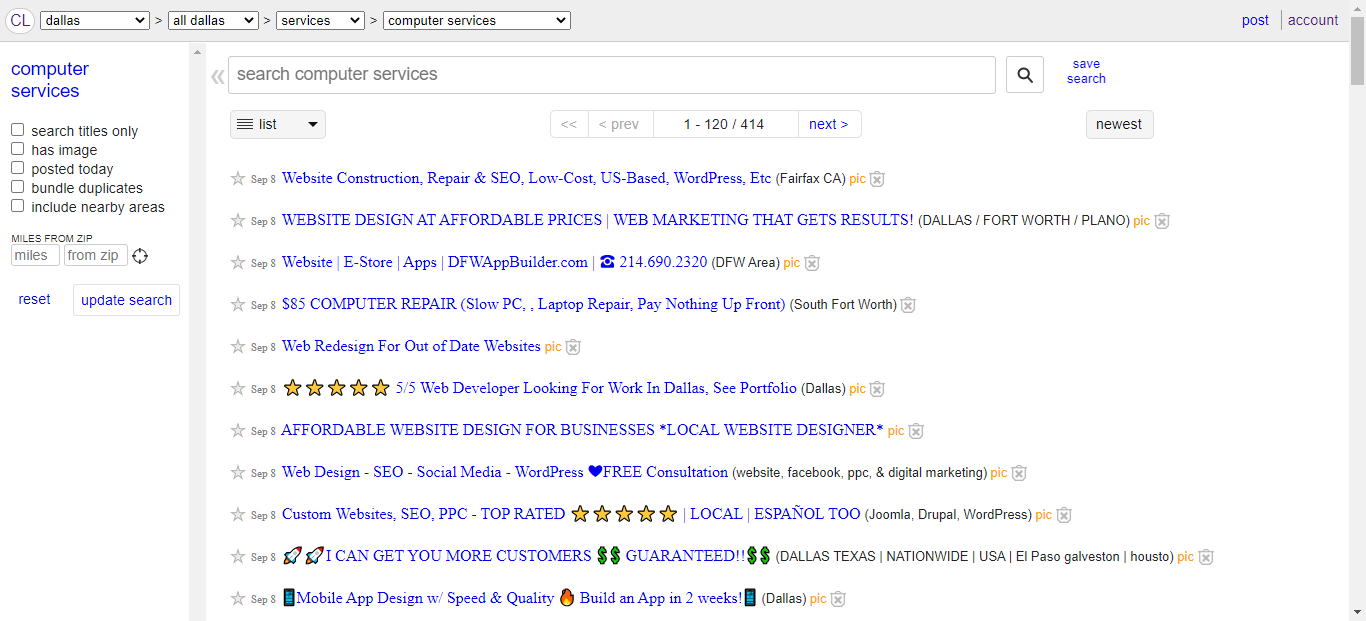 CL dallas > all dallas > services > computer services post account
computer
services
search titles only
has image
posted today
bundle duplicates
include nearby areas
MILES FROM ZIP
miles from zip
reset update search
« search computer services save
search
list << < prev 1 - 120 / 414 next > newest
Sep 8 Website Construction, Repair & SEO, Low-Cost, US-Based, WordPress, Etc (Fairfax CA) pic
Sep 8 WEBSITE DESIGN AT AFFORDABLE PRICES | WEB MARKETING THAT GETS RESULTS! (DALLAS / FORT WORTH / PLANO) pic
Sep 8 Website | E-Store | Apps | DFWAppBuilder.com | ☎ 214.690.2320 (DFW Area) pic
Sep 8 $85 COMPUTER REPAIR (Slow PC, , Laptop Repair, Pay Nothing Up Front) (South Fort Worth)
Sep 8 Web Redesign For Out of Date Websites pic
Sep 8 ⭐⭐⭐⭐⭐ 5/5 Web Developer Looking For Work In Dallas, See Portfolio (Dallas) pic
Sep 8 AFFORDABLE WEBSITE DESIGN FOR BUSINESSES *LOCAL WEBSITE DESIGNER* pic
Sep 8 Web Design - SEO - Social Media - WordPress ❤FREE Consultation (website, facebook, ppc, & digital marketing) pic
Sep 8 Custom Websites, SEO, PPC - TOP RATED ⭐⭐⭐⭐⭐ | LOCAL | ESPAÑOL TOO (Joomla, Drupal, WordPress) pic
Sep 8 🚀🚀I CAN GET YOU MORE CUSTOMERS 💲💲 GUARANTEED!!💲💲 (DALLAS TEXAS | NATIONWIDE | USA | El Paso galveston | housto) pic
Sep 8 📱Mobile App Design w/ Speed & Quality 🔥 Build an App in 2 weeks!📱 (Dallas) pic